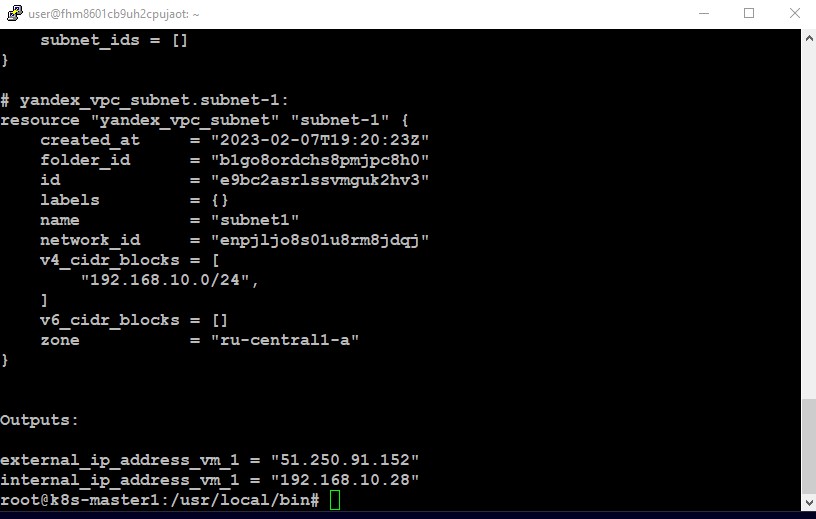 user@fhm8601cb9uh2cpujaot: ~
    subnet_ids = []
}

# yandex_vpc_subnet.subnet-1:
resource "yandex_vpc_subnet" "subnet-1" {
    created_at     = "2023-02-07T19:20:23Z"
    folder_id      = "b1go8ordchs8pmjpc8h0"
    id             = "e9bc2asrlssvmguk2hv3"
    labels         = {}
    name           = "subnet1"
    network_id     = "enpjljo8s01u8rm8jdqj"
    v4_cidr_blocks = [
        "192.168.10.0/24",
    ]
    v6_cidr_blocks = []
    zone           = "ru-central1-a"
}

Outputs:

external_ip_address_vm_1 = "51.250.91.152"
internal_ip_address_vm_1 = "192.168.10.28"
root@k8s-master1:/usr/local/bin#